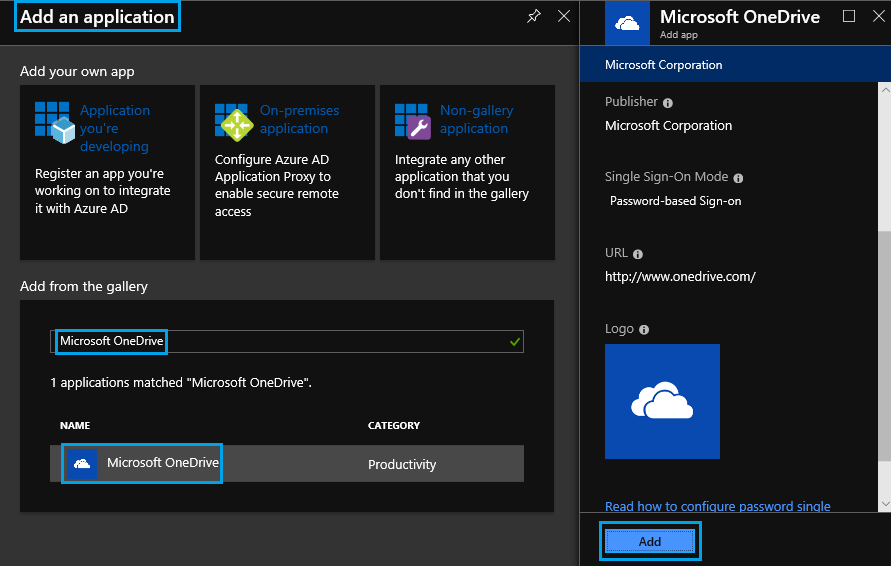 Add an application
Add your own app
Application
you're
developing
Register an app you're
working on to integrate
it with Azure AD
On-premises
application
Configure Azure AD
Application Proxy to
enable secure remote
access
Non-gallery
application
Integrate any other
application that you
don't find in the gallery
Add from the gallery
Microsoft OneDrive
1 applications matched "Microsoft OneDrive".
NAME CATEGORY
Microsoft OneDrive Productivity
Microsoft OneDrive
Add app
Microsoft Corporation
Publisher
Microsoft Corporation
Single Sign-On Mode
Password-based Sign-on
URL
http://www.onedrive.com/
Logo
Read how to configure password single
Add